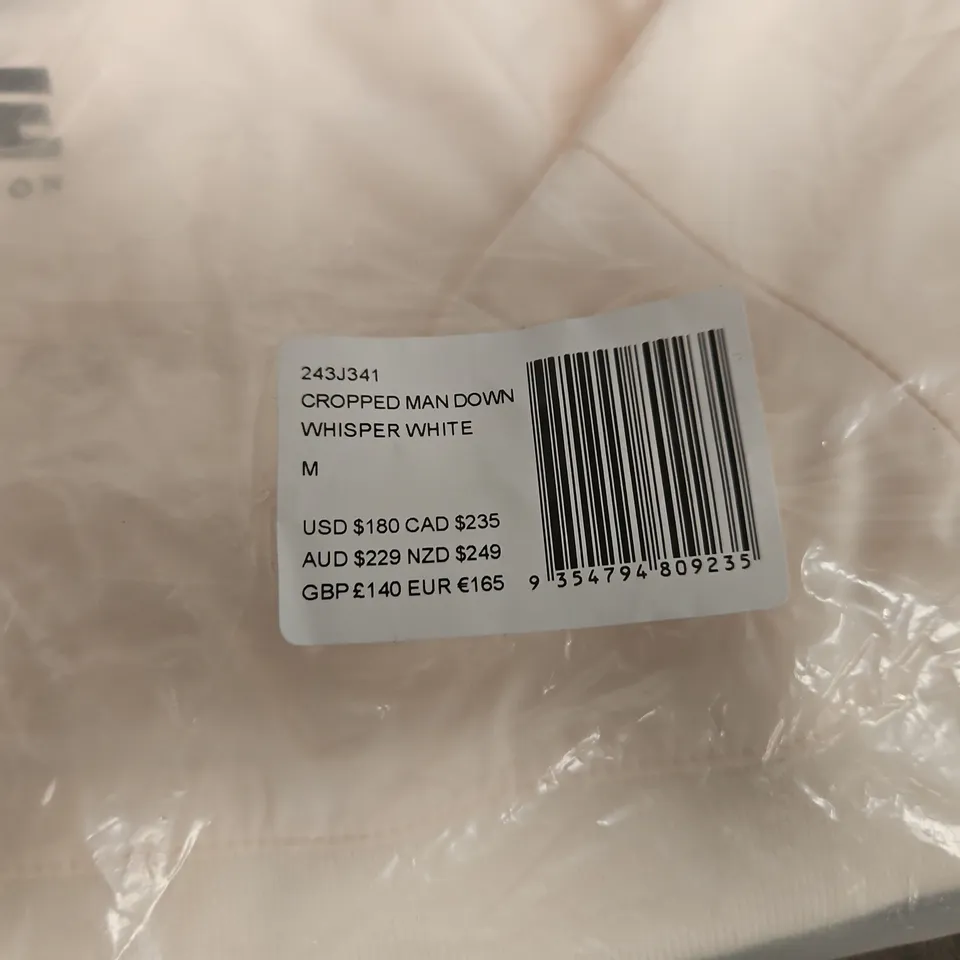 243J341
CROPPED MAN DOWN
WHISPER WHITE
M
USD $180 CAD $235
AUD $229 NZD $249
GBP £140 EUR €165
9 354794 809235